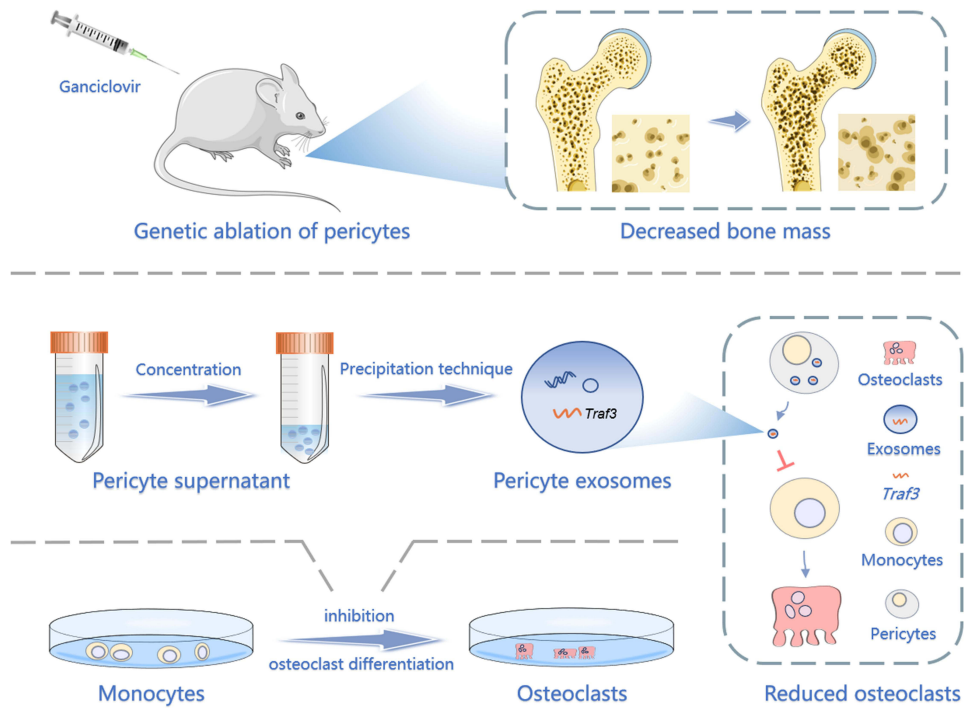 Ganciclovir
Genetic ablation of pericytes
Decreased bone mass
Concentration
Precipitation technique
Traf3
Pericyte supernatant
Pericyte exosomes
Osteoclasts
Exosomes
Traf3
Monocytes
Pericytes
inhibition
osteoclast differentiation
Monocytes
Osteoclasts
Reduced osteoclasts